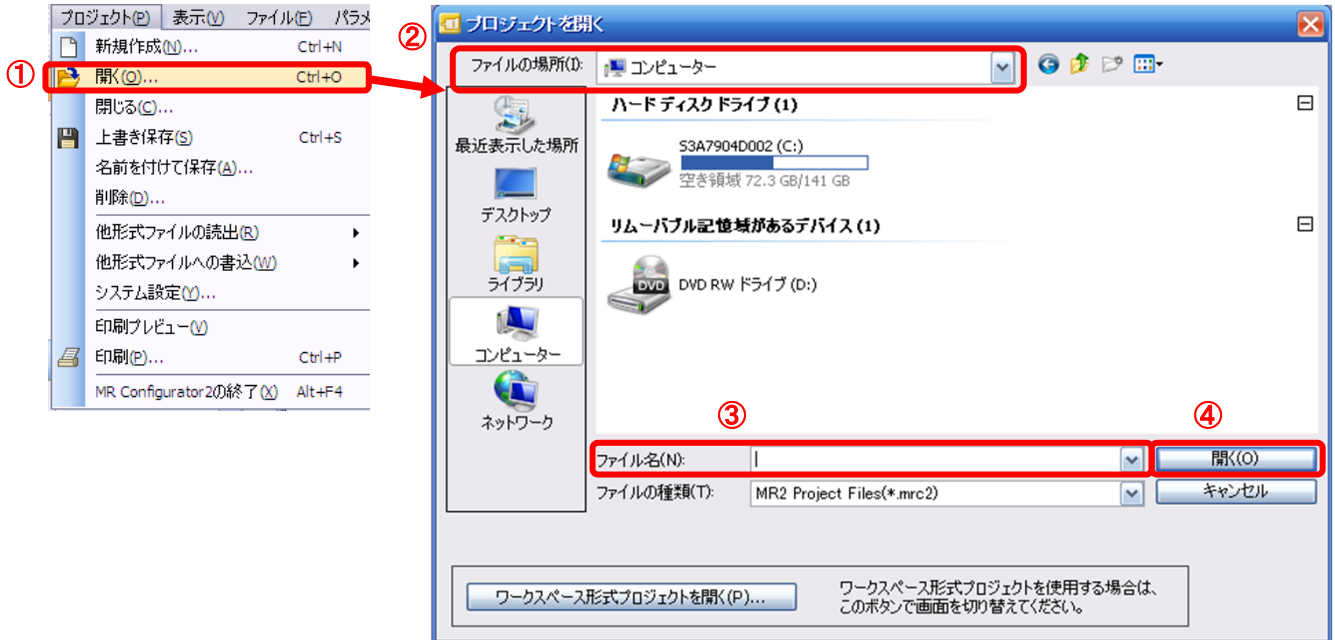 プロジェクト(P) 表示(V) ファイル(F) パラメ
新規作成(N)... Ctrl+N
① 開く(O)... Ctrl+O
閉じる(C)...
上書き保存(S) Ctrl+S
名前を付けて保存(A)...
削除(D)...
他形式ファイルの読出(R)
他形式ファイルへの書込(W)
システム設定(Y)...
印刷プレビュー(V)
印刷(P)... Ctrl+P
MR Configurator2の終了(X) Alt+F4
②
プロジェクトを開く
ファイルの場所(I): コンピューター
最近表示した場所
デスクトップ
ライブラリ
コンピューター
ネットワーク
ハード ディスク ドライブ (1)
S3A7904D002 (C:)
空き領域 72.3 GB/141 GB
リムーバブル記憶域があるデバイス (1)
DVD
DVD RW ドライブ (D:)
③ ④
ファイル名(N): 開く(O)
ファイルの種類(T): MR2 Project Files(*.mrc2) キャンセル
ワークスペース形式プロジェクトを開く(P)...
ワークスペース形式プロジェクトを使用する場合は、
このボタンで画面を切り替えてください。